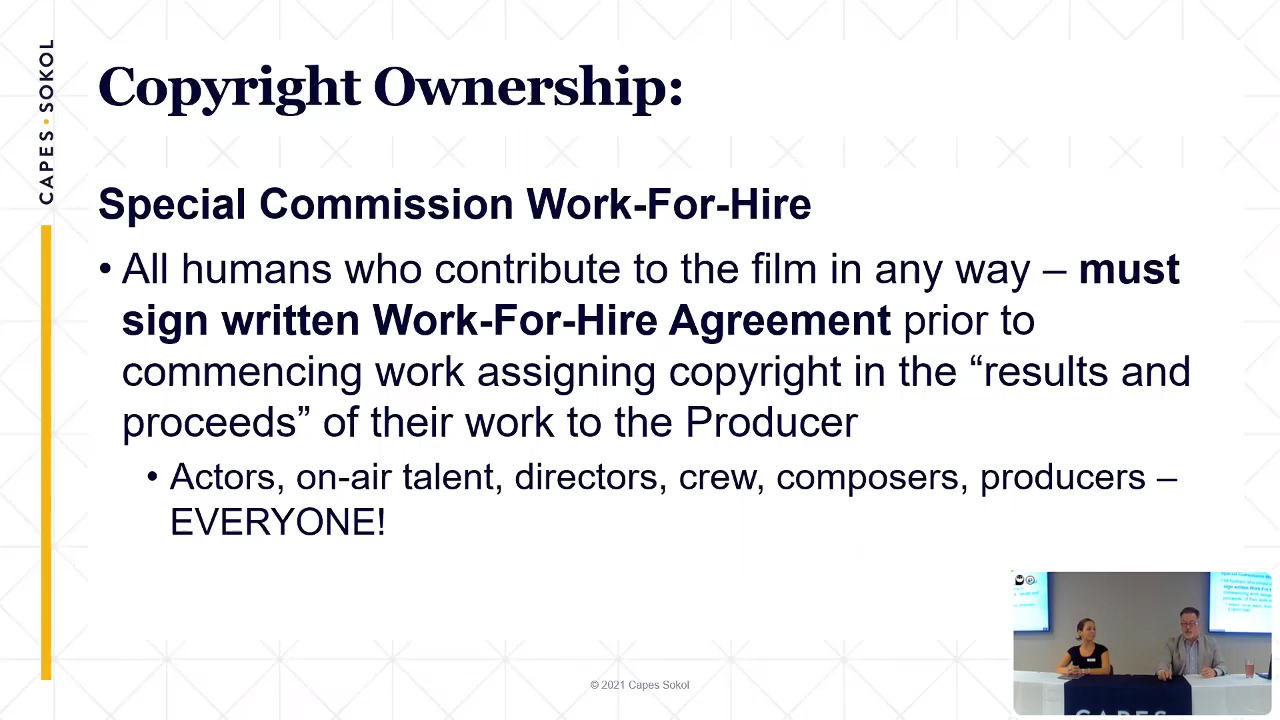 CAPES • SOKOL
Copyright Ownership:
Special Commission Work-For-Hire
• All humans who contribute to the film in any way – must
sign written Work-For-Hire Agreement prior to
commencing work assigning copyright in the “results and
proceeds” of their work to the Producer
• Actors, on-air talent, directors, crew, composers, producers –
EVERYONE!
© 2021 Capes Sokol
CAPES